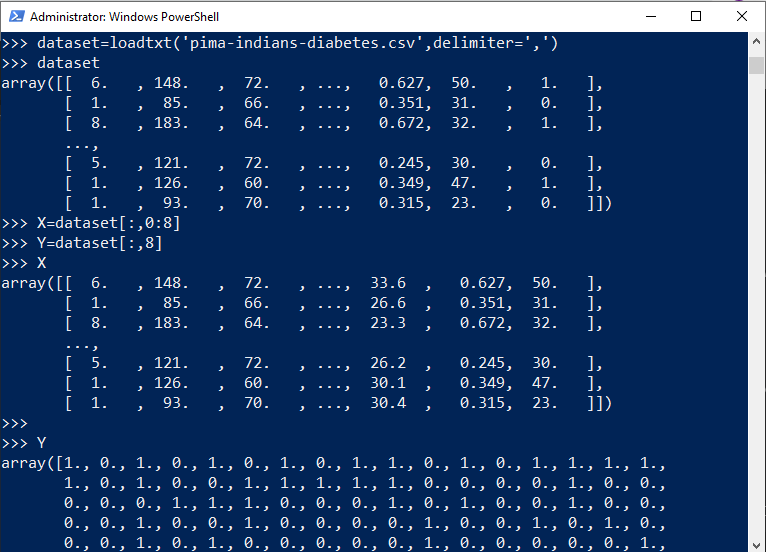 Administrator: Windows PowerShell
>>> dataset=loadtxt('pima-indians-diabetes.csv',delimiter=',')
>>> dataset
array([[  6.   , 148.   ,  72.   , ...,   0.627,  50.   ,   1.   ],
       [  1.   ,  85.   ,  66.   , ...,   0.351,  31.   ,   0.   ],
       [  8.   , 183.   ,  64.   , ...,   0.672,  32.   ,   1.   ],
       ...,
       [  5.   , 121.   ,  72.   , ...,   0.245,  30.   ,   0.   ],
       [  1.   , 126.   ,  60.   , ...,   0.349,  47.   ,   1.   ],
       [  1.   ,  93.   ,  70.   , ...,   0.315,  23.   ,   0.   ]])
>>> X=dataset[:,0:8]
>>> Y=dataset[:,8]
>>> X
array([[  6.   , 148.   ,  72.   , ...,  33.6  ,   0.627,  50.   ],
       [  1.   ,  85.   ,  66.   , ...,  26.6  ,   0.351,  31.   ],
       [  8.   , 183.   ,  64.   , ...,  23.3  ,   0.672,  32.   ],
       ...,
       [  5.   , 121.   ,  72.   , ...,  26.2  ,   0.245,  30.   ],
       [  1.   , 126.   ,  60.   , ...,  30.1  ,   0.349,  47.   ],
       [  1.   ,  93.   ,  70.   , ...,  30.4  ,   0.315,  23.   ]])
>>>
>>> Y
array([1., 0., 1., 0., 1., 0., 1., 0., 1., 1., 0., 1., 0., 1., 1., 1., 1.,
       1., 0., 1., 0., 0., 1., 1., 1., 1., 1., 0., 0., 0., 0., 1., 0., 0.,
       0., 0., 0., 1., 1., 1., 0., 0., 0., 1., 0., 1., 0., 0., 1., 0., 0.,
       0., 0., 1., 0., 0., 1., 0., 0., 0., 0., 1., 0., 0., 1., 0., 1., 0.,
       0., 0., 1., 0., 1., 0., 0., 0., 0., 0., 1., 0., 0., 0., 0., 0., 1.,